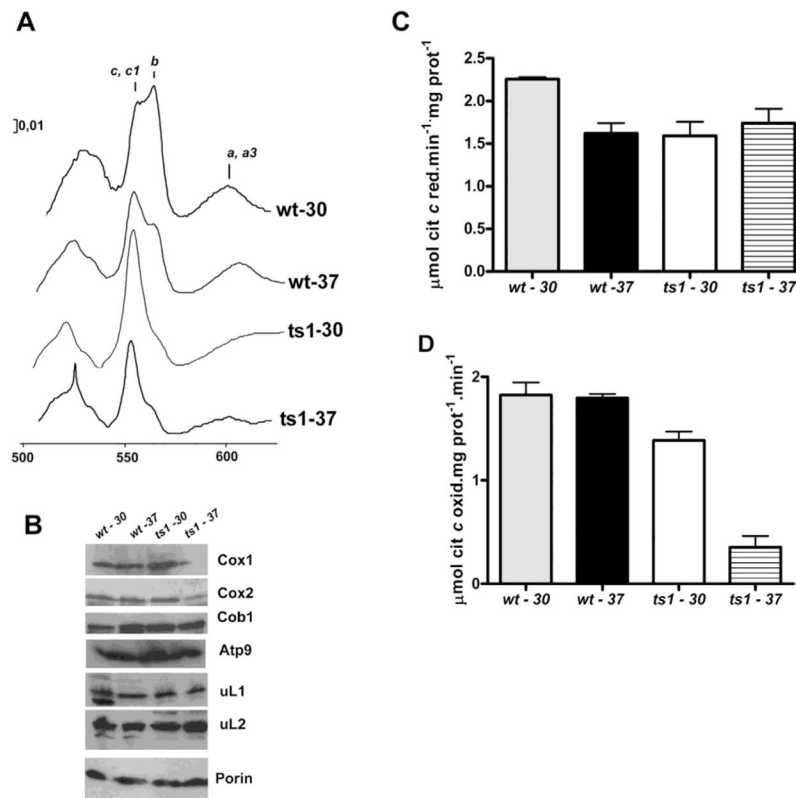 A
c, c1
b
]0,01
a, a3
wt-30
wt-37
ts1-30
ts1-37
500 550 600
B
wt - 30 wt - 37 ts1 - 30 ts1 - 37
Cox1
Cox2
Cob1
Atp9
uL1
uL2
Porin
C
μmol cit c red.min⁻¹·mg prot⁻¹
2.5
2.0
1.5
1.0
0.5
0.0
wt - 30 wt -37 ts1 - 30 ts1 - 37
D
μmol cit c oxid.mg prot⁻¹.min⁻¹
2
1
0
wt - 30 wt - 37 ts1 - 30 ts1 - 37